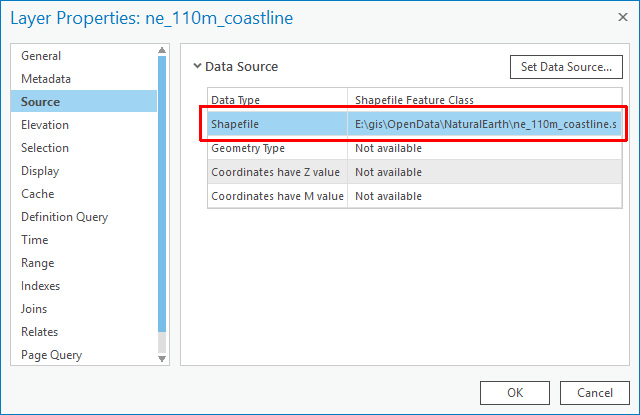 Layer Properties: ne_110m_coastline
General
Metadata
Source
Elevation
Selection
Display
Cache
Definition Query
Time
Range
Indexes
Joins
Relates
Page Query
Data Source
Set Data Source...
Data Type Shapefile Feature Class
Shapefile E:\gis\OpenData\NaturalEarth\ne_110m_coastline.s
Geometry Type Not available
Coordinates have Z value Not available
Coordinates have M value Not available
OK Cancel